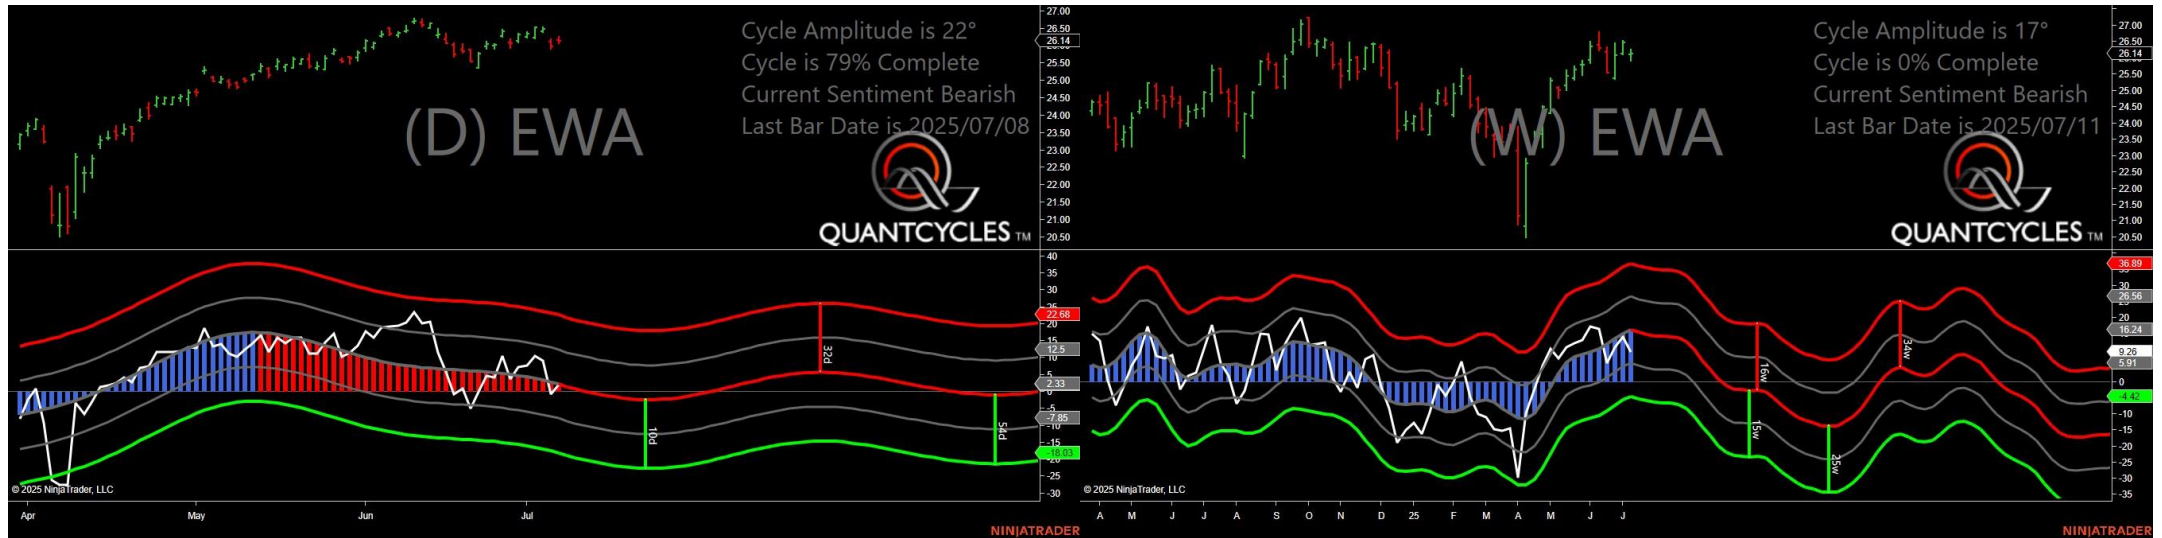 Cycle Amplitude is 22°
Cycle is 79% Complete
Current Sentiment Bearish
Last Bar Date is 2025/07/08
(D) EWA
QUANTCYCLES TM
27.00
26.50
26.14
25.50
25.00
24.50
24.00
23.50
23.00
22.50
22.00
21.50
21.00
20.50
40
35
30
25
22.68
20
15
12.5
10
5
2.33
-5
-7.85
-10
-15
-18.03
-20
-25
-30
32d
10d
54d
© 2025 NinjaTrader, LLC
Apr May Jun Jul
NINJATRADER
Cycle Amplitude is 17°
Cycle is 0% Complete
Current Sentiment Bearish
Last Bar Date is 2025/07/11
(W) EWA
QUANTCYCLES TM
27.00
26.50
26.14
25.50
25.00
24.50
24.00
23.50
23.00
22.50
22.00
21.50
21.00
20.50
36.89
26.56
20
16.24
9.26
5.91
0
-4.42
-10
-15
-20
-25
-30
-35
16w
34w
15w
25w
© 2025 NinjaTrader, LLC
A M J J A S O N D 25 F M A M J J
NINJATRADER